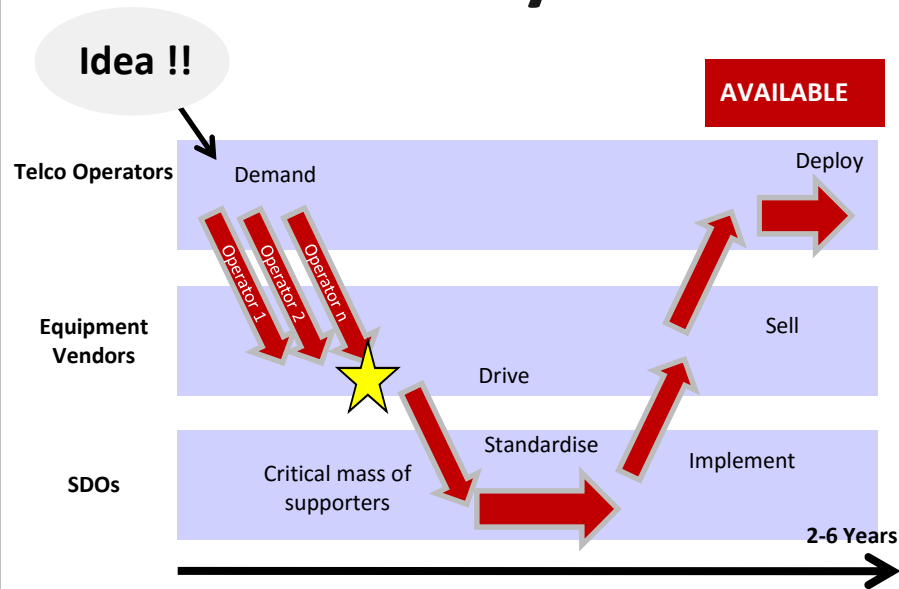 Idea !!
AVAILABLE
Telco Operators
Demand
Deploy
Operator 1
Operator 2
Operator n
Equipment
Vendors
Sell
Drive
Standardise
SDOs
Critical mass of
supporters
Implement
2-6 Years